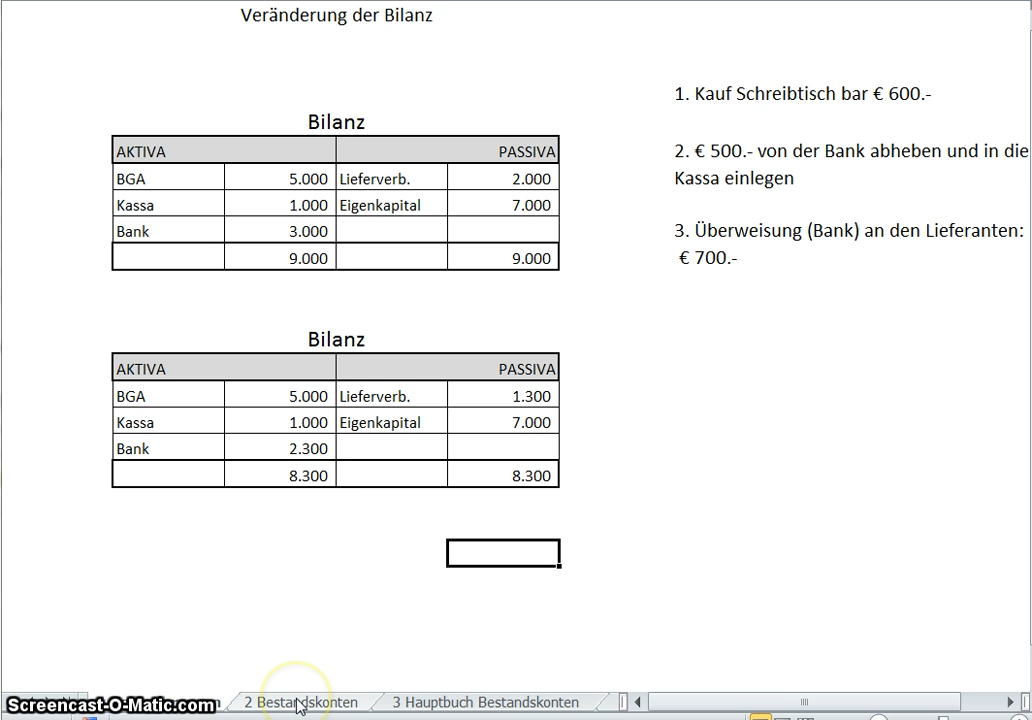 Veränderung der Bilanz
1. Kauf Schreibtisch bar € 600.-
2. € 500.- von der Bank abheben und in die
Kassa einlegen
3. Überweisung (Bank) an den Lieferanten:
€ 700.-
Bilanz
AKTIVA PASSIVA
BGA 5.000 Lieferverb. 2.000
Kassa 1.000 Eigenkapital 7.000
Bank 3.000
9.000 9.000
Bilanz
AKTIVA PASSIVA
BGA 5.000 Lieferverb. 1.300
Kassa 1.000 Eigenkapital 7.000
Bank 2.300
8.300 8.300
Screencast-O-Matic.com 2 Bestandskonten 3 Hauptbuch Bestandskonten